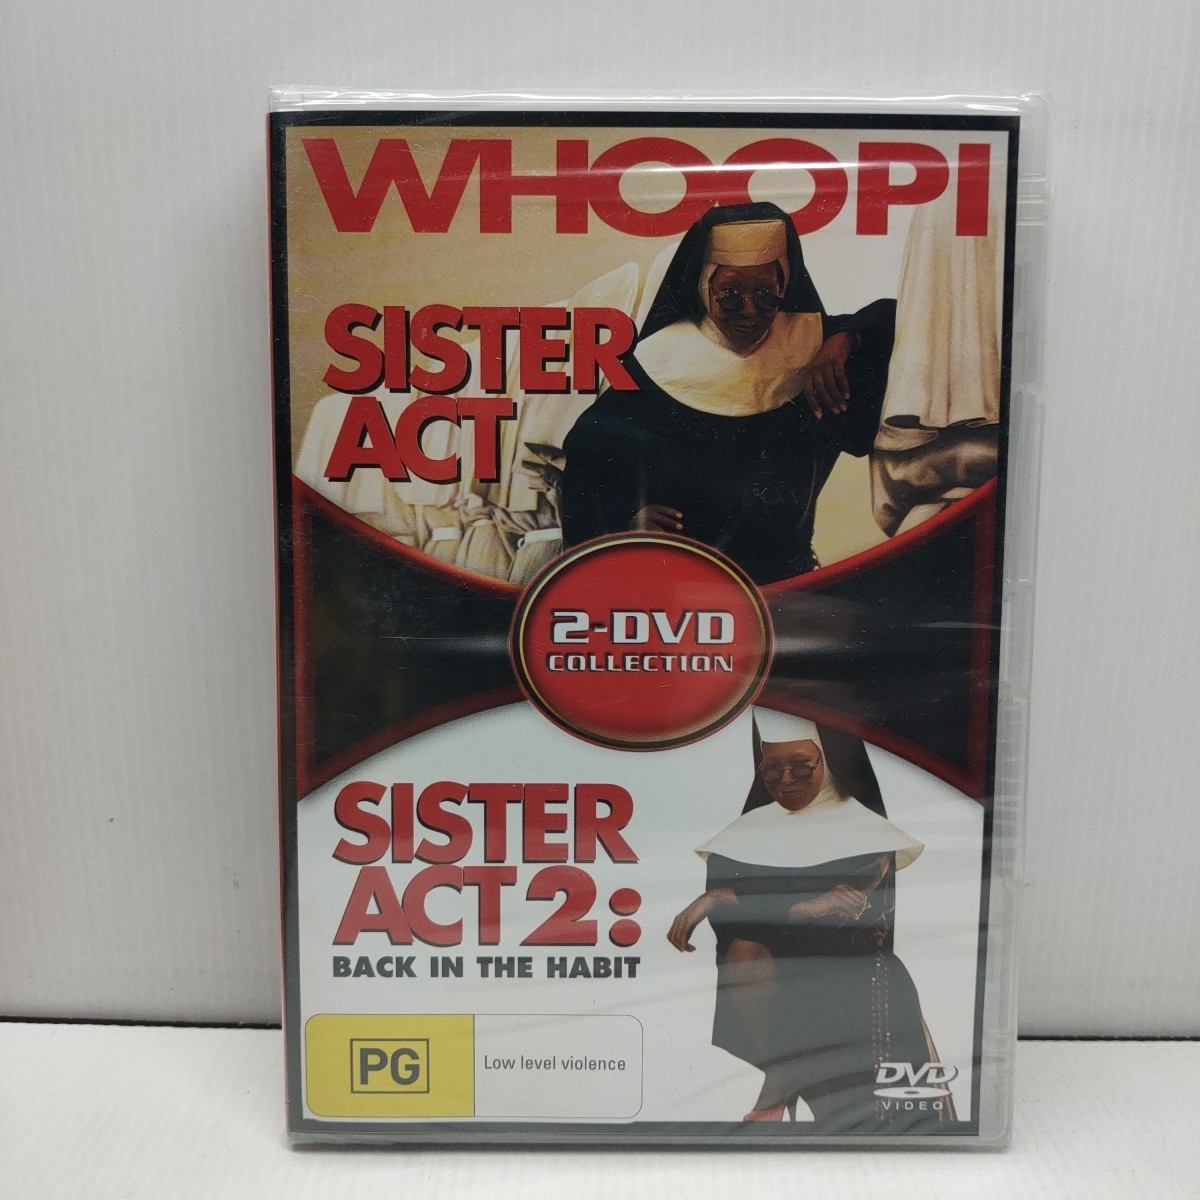 WHOOPI
SISTER
ACT
2-DVD
COLLECTION
SISTER
ACT 2:
BACK IN THE HABIT
PG
Low level violence
DVD
VIDEO